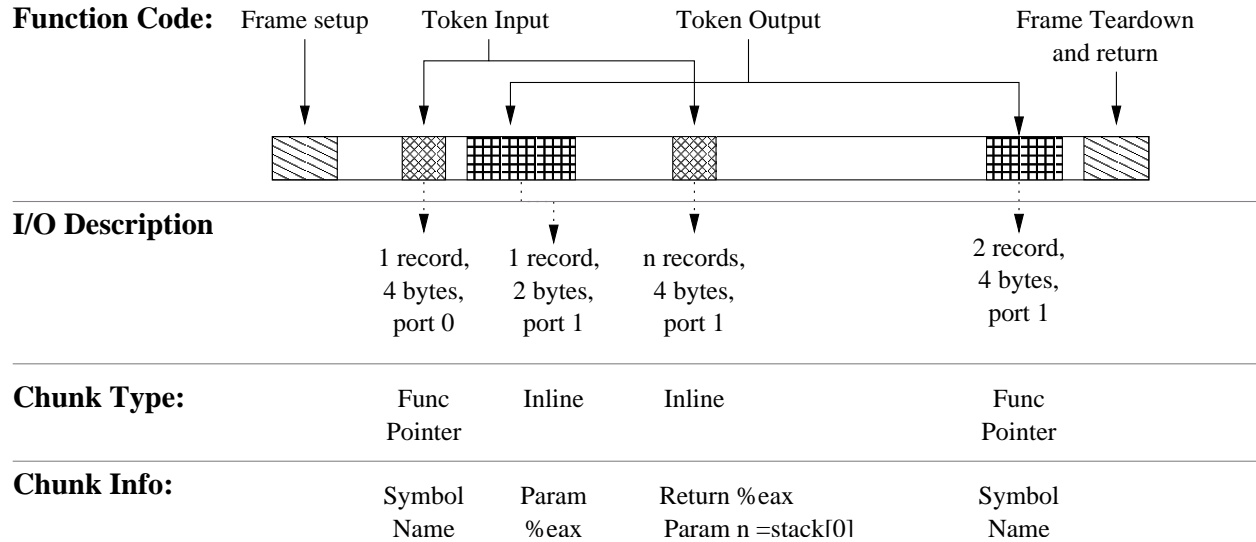 Function Code: Frame setup Token Input Token Output Frame Teardown
and return
I/O Description
1 record, 1 record, n records, 2 record,
4 bytes, 2 bytes, 4 bytes, 4 bytes,
port 0 port 1 port 1 port 1
Chunk Type: Func Inline Inline Func
Pointer Pointer
Chunk Info: Symbol Param Return %eax Symbol
Name %eax Param n =stack[0] Name